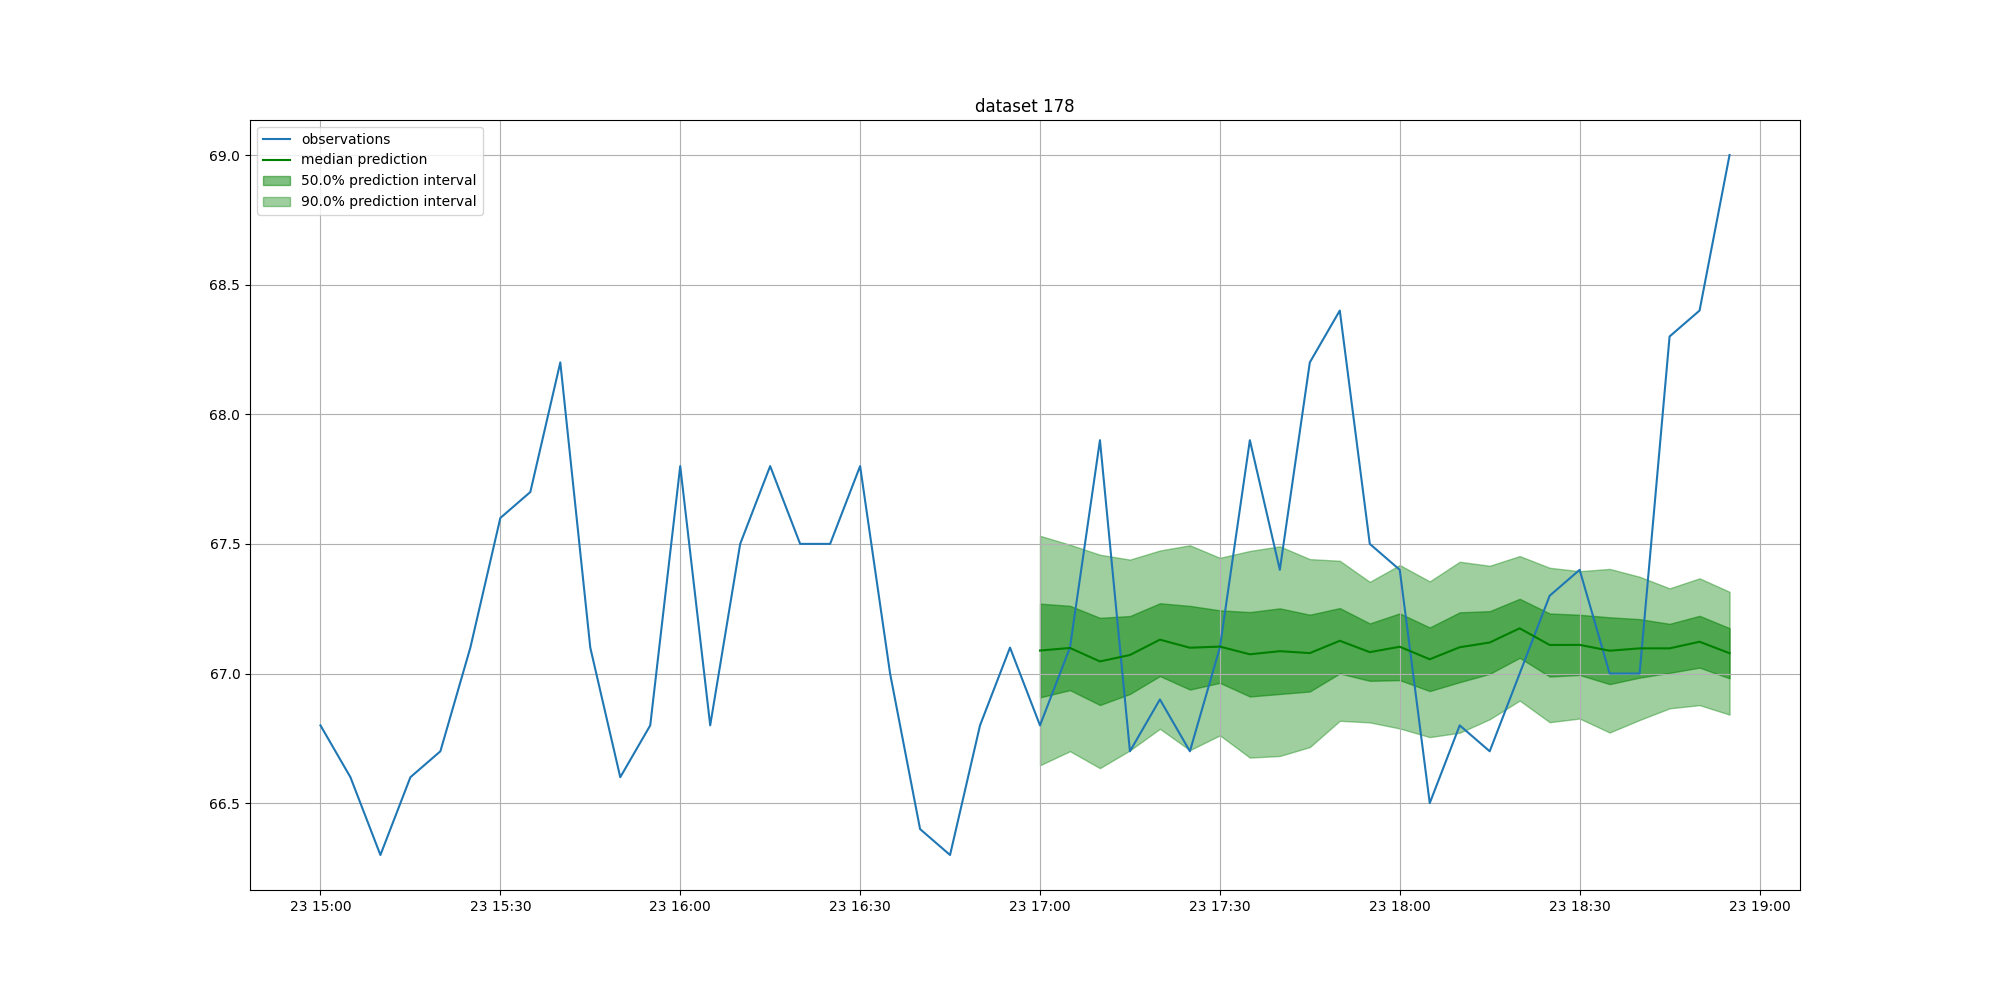 dataset 178
observations
median prediction
50.0% prediction interval
90.0% prediction interval
69.0
68.5
68.0
67.5
67.0
66.5
23 15:00 23 15:30 23 16:00 23 16:30 23 17:00 23 17:30 23 18:00 23 18:30 23 19:00